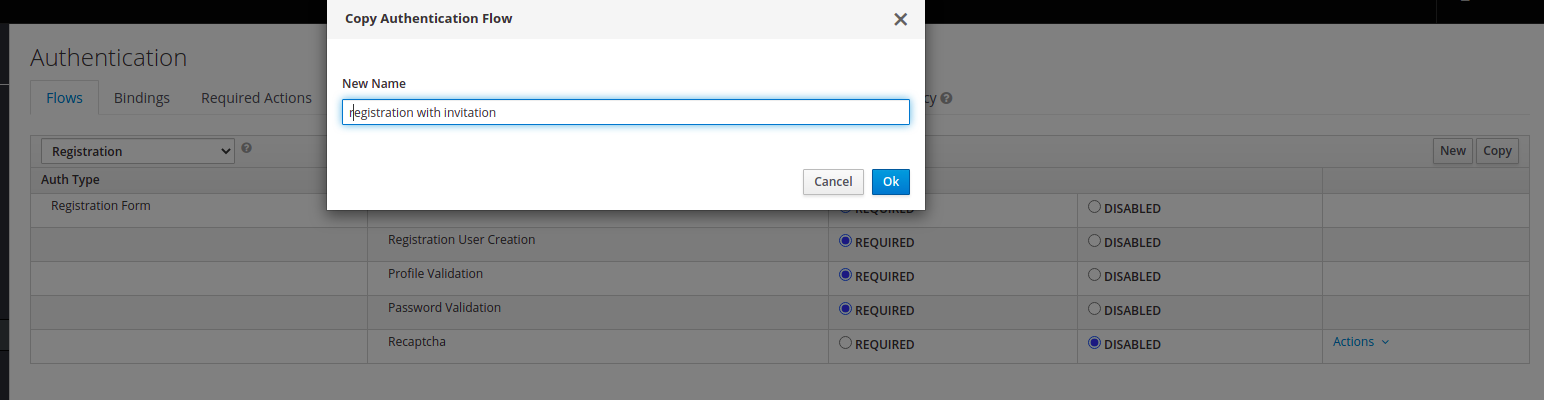 Copy Authentication Flow
Authentication
New Name
Flows Bindings Required Actions cy
registration with invitation
Registration New Copy
Cancel Ok
Auth Type
Registration Form REQUIRED DISABLED
Registration User Creation REQUIRED DISABLED
Profile Validation REQUIRED DISABLED
Password Validation REQUIRED DISABLED
Recaptcha REQUIRED DISABLED Actions